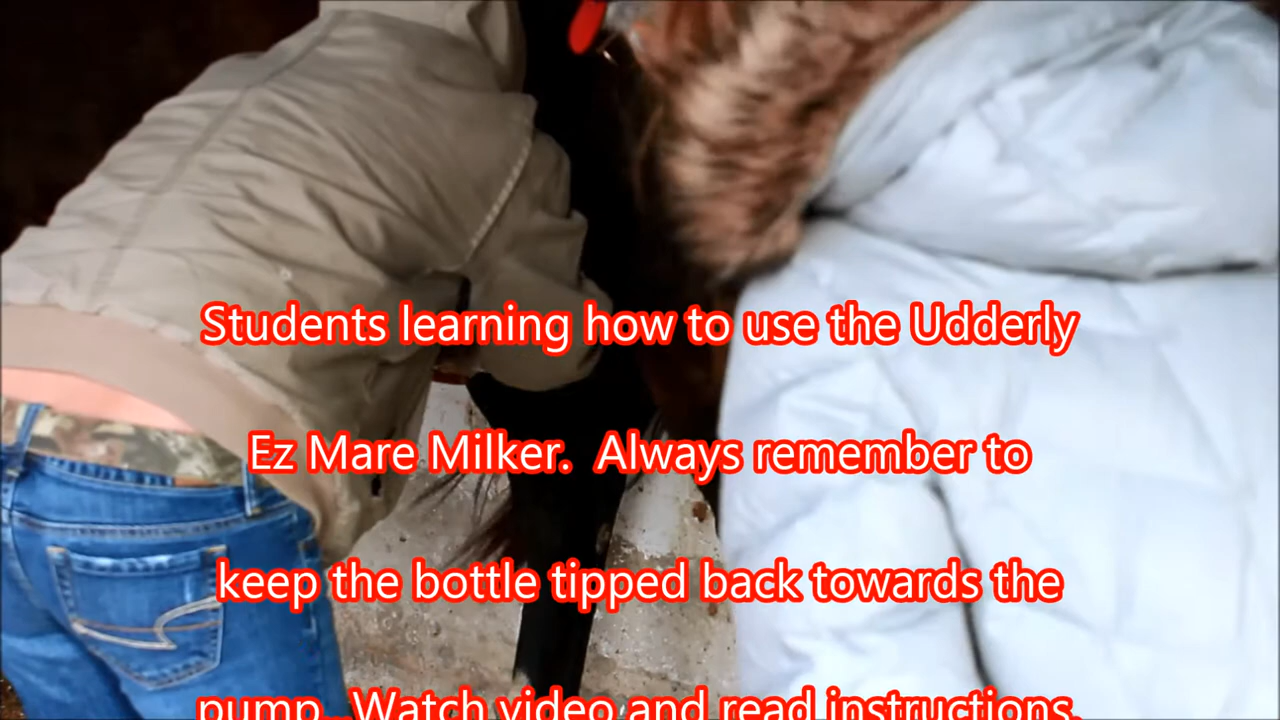 Students learning how to use the Udderly
Ez Mare Milker.  Always remember to
keep the bottle tipped back towards the
pump...Watch video and read instructions.